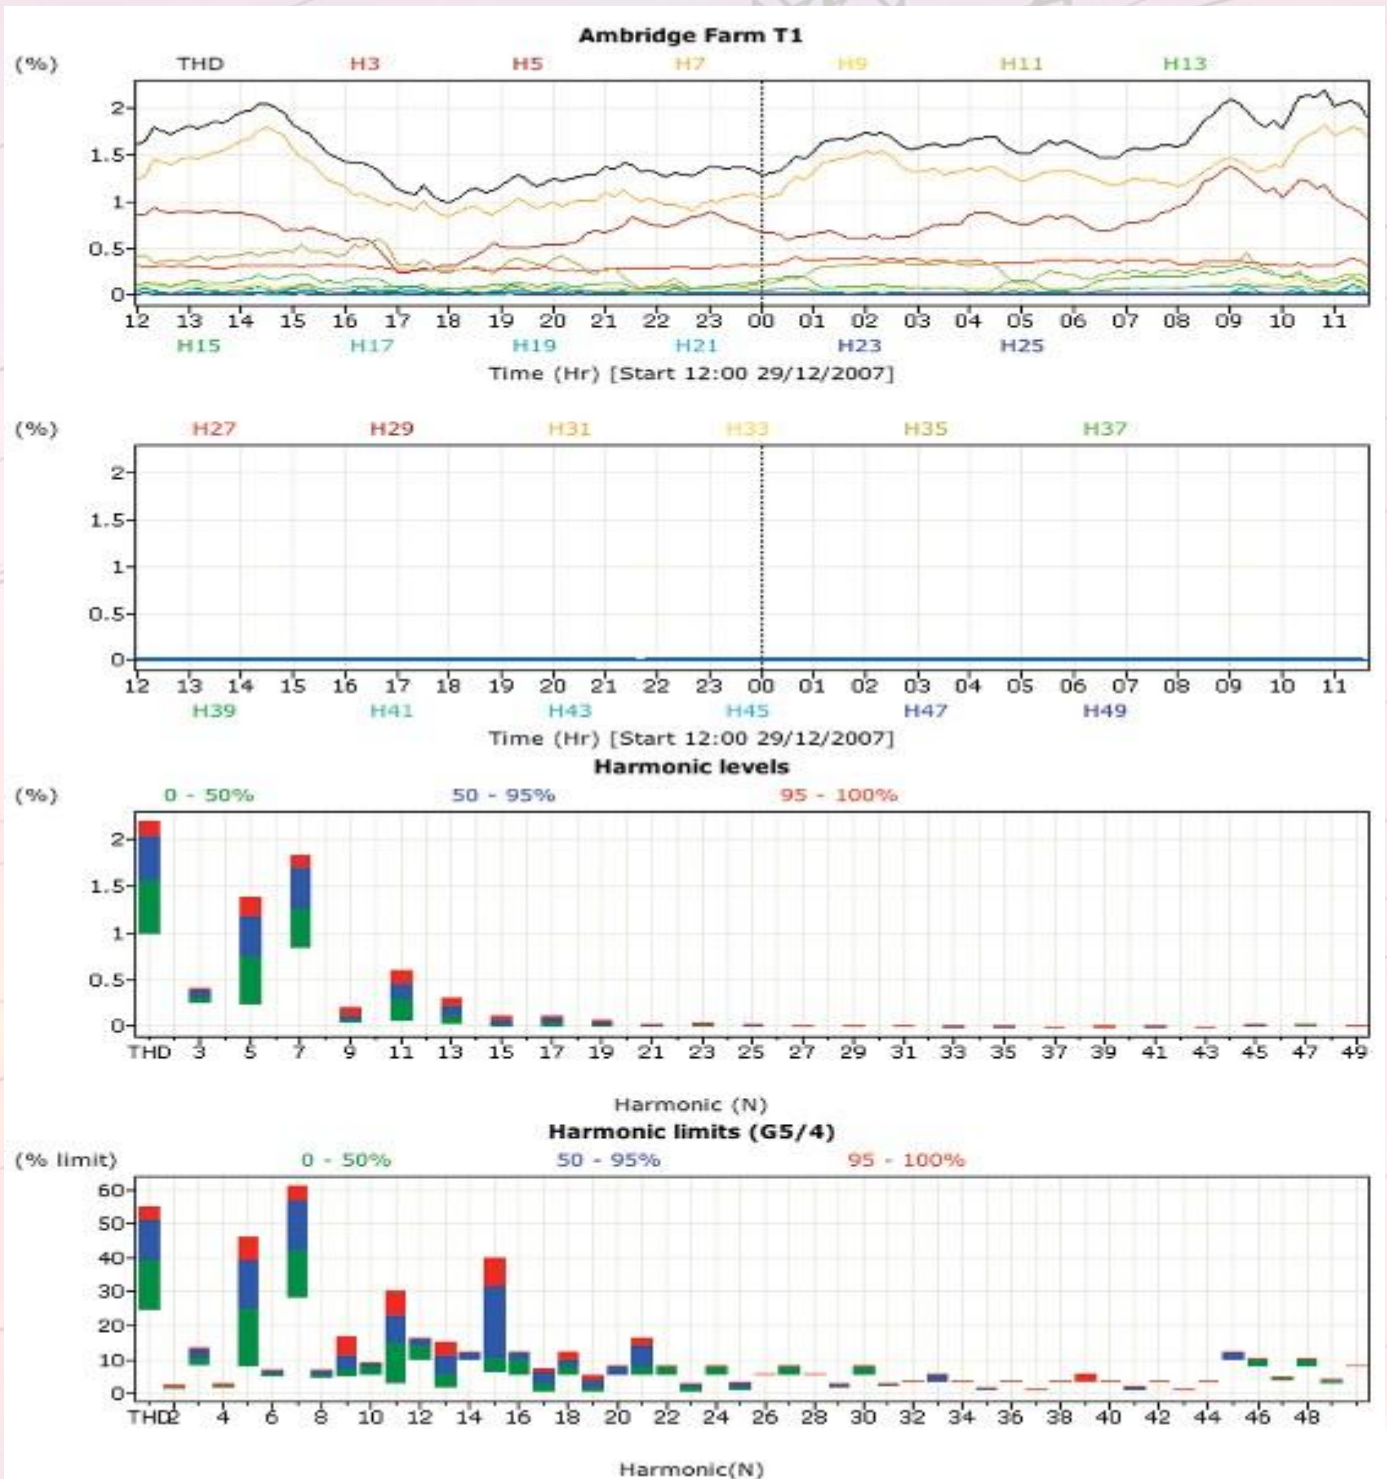 Ambridge Farm T1
(%) THD H3 H5 H7 H9 H11 H13
2
1.5
1
0.5
0
12 13 14 15 16 17 18 19 20 21 22 23 00 01 02 03 04 05 06 07 08 09 10 11
H15 H17 H19 H21 H23 H25
Time (Hr) [Start 12:00 29/12/2007]
(%) H27 H29 H31 H33 H35 H37
2
1.5
1
0.5
0
12 13 14 15 16 17 18 19 20 21 22 23 00 01 02 03 04 05 06 07 08 09 10 11
H39 H41 H43 H45 H47 H49
Time (Hr) [Start 12:00 29/12/2007]
Harmonic levels
(%) 0 - 50% 50 - 95% 95 - 100%
2
1.5
1
0.5
0
THD 3 5 7 9 11 13 15 17 19 21 23 25 27 29 31 33 35 37 39 41 43 45 47 49
Harmonic (N)
Harmonic limits (G5/4)
(% limit) 0 - 50% 50 - 95% 95 - 100%
60
50
40
30
20
10
0
THD 2 4 6 8 10 12 14 16 18 20 22 24 26 28 30 32 34 36 38 40 42 44 46 48
Harmonic(N)